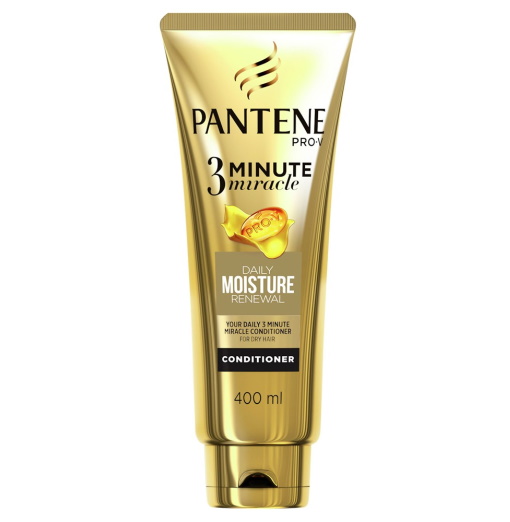 PANTENE
PRO-V
3 MINUTE
miracle
PRO-V
DAILY
MOISTURE
RENEWAL
YOUR DAILY 3 MINUTE
MIRACLE CONDITIONER
FOR DRY HAIR
CONDITIONER
400 ml